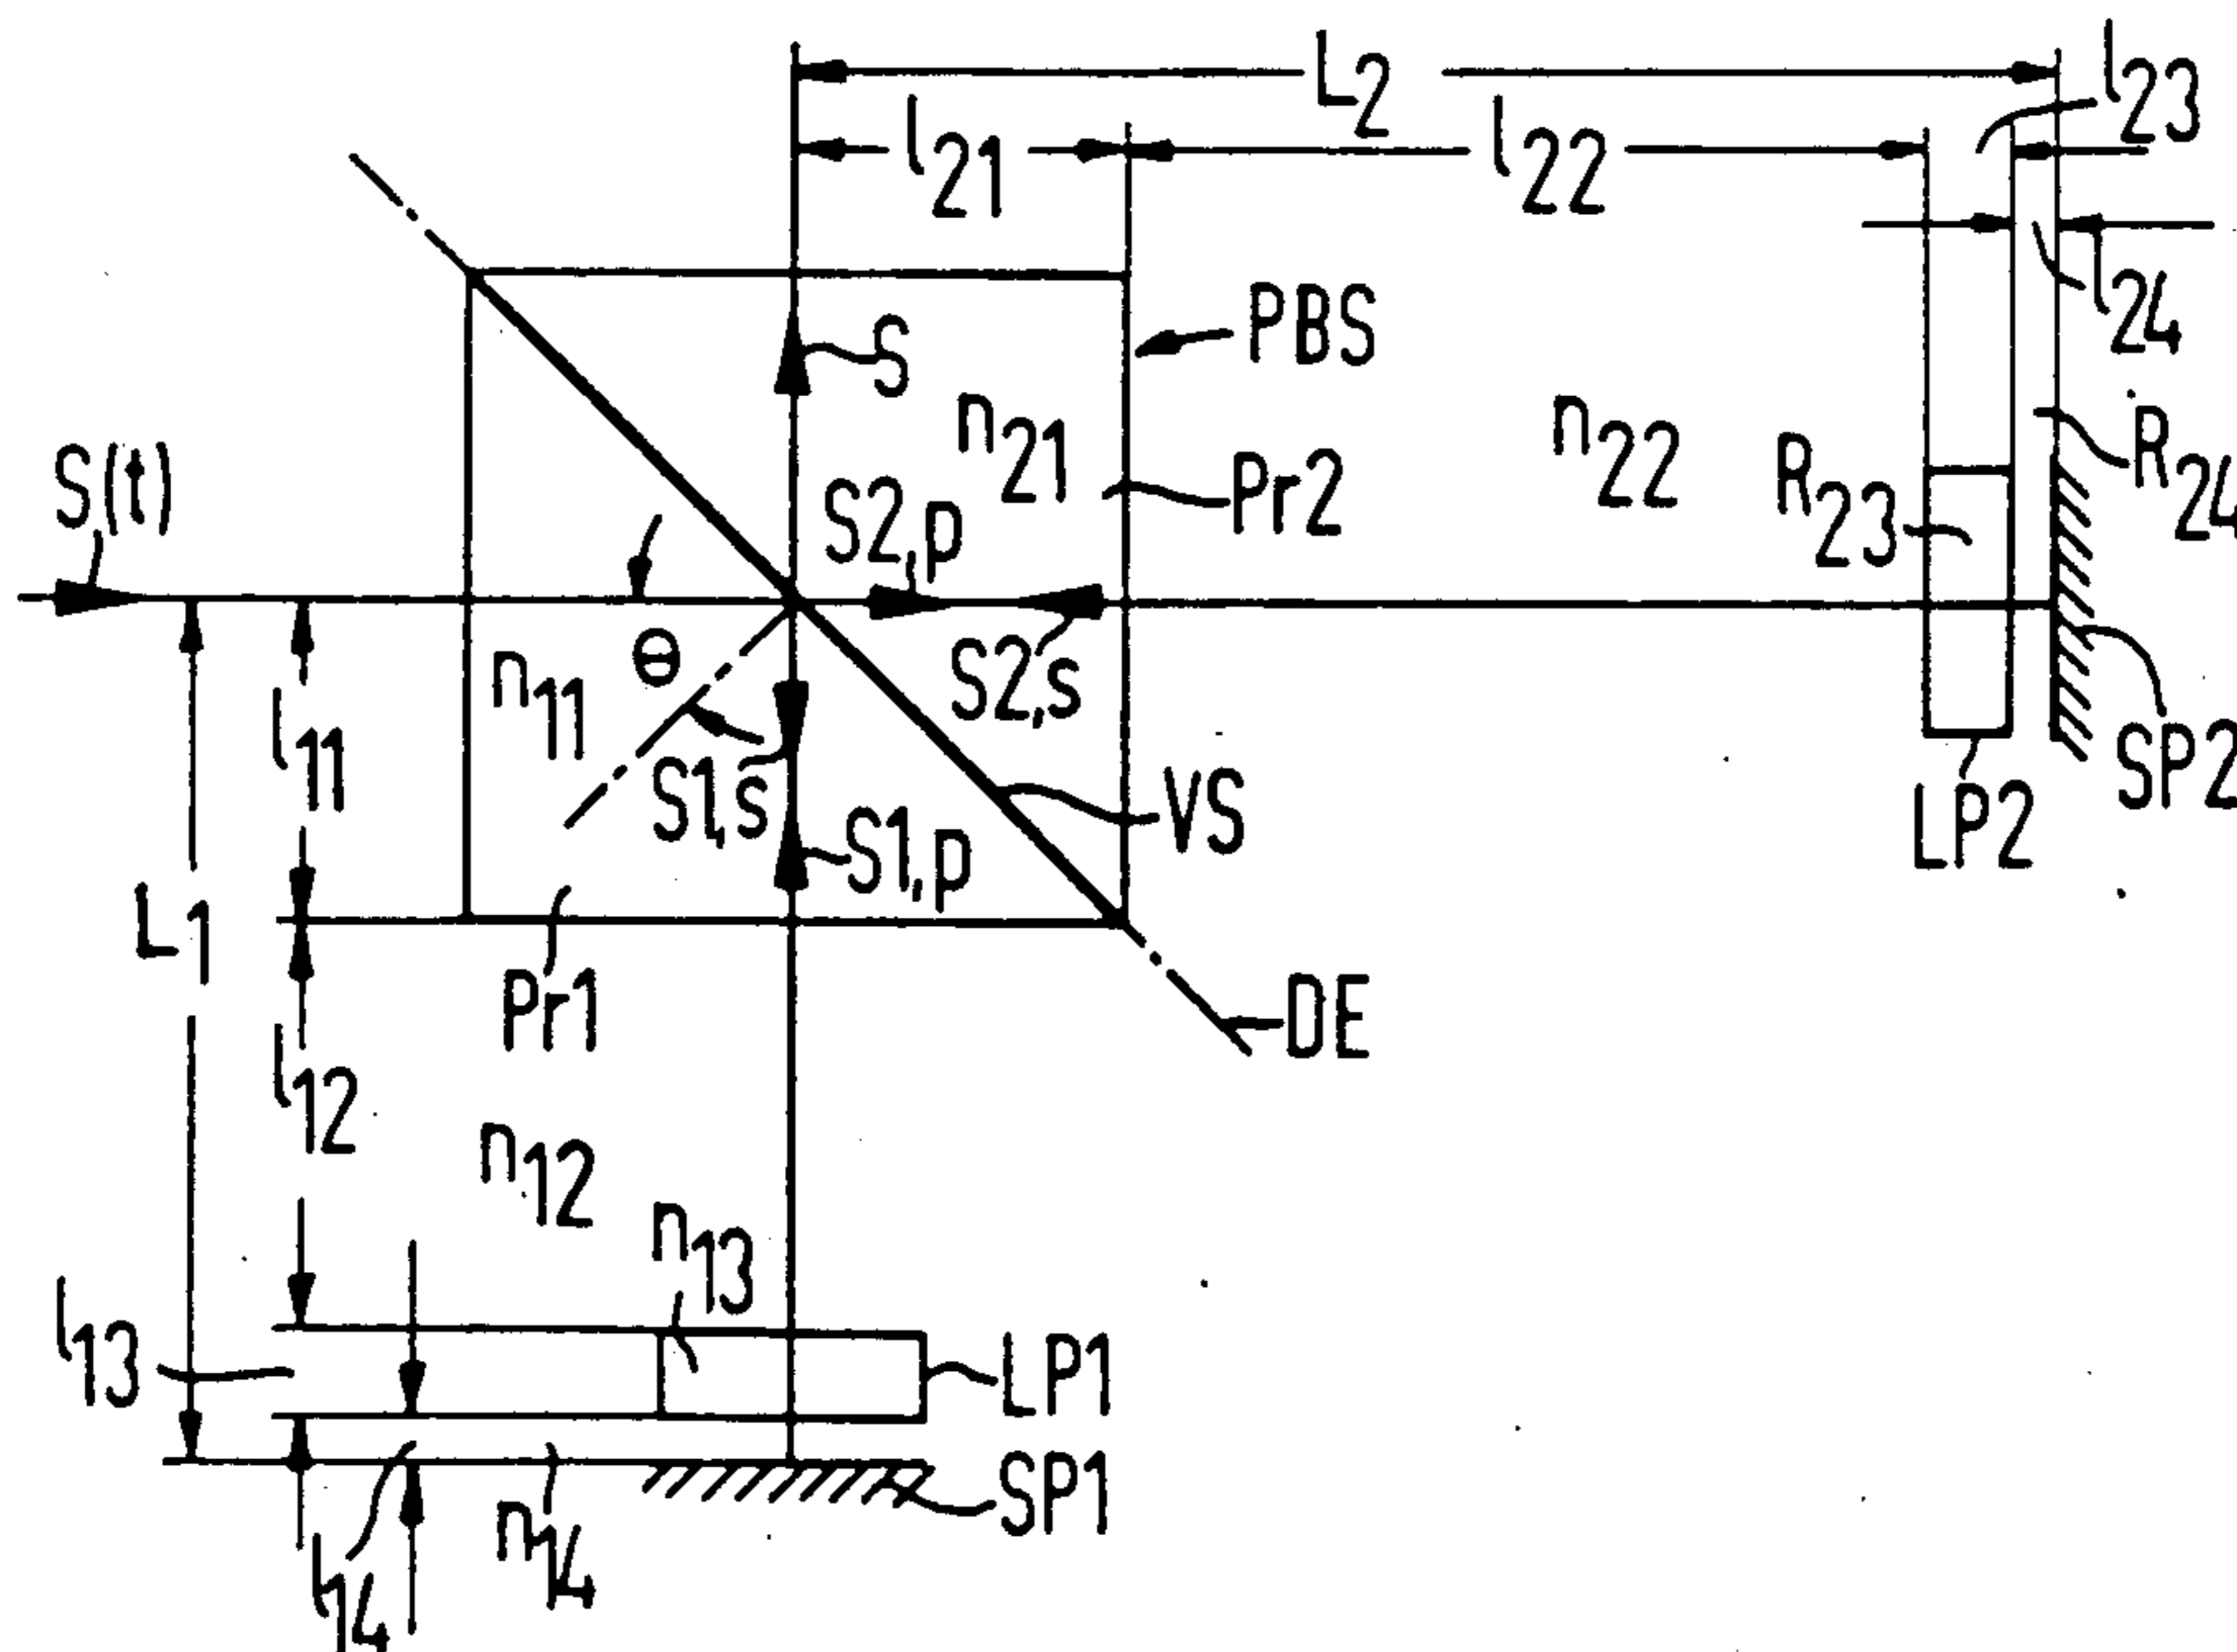 L2
l23
l21
l22
l24
PBS
S
n21
n22
R23
R24
S(t)
S2,p
Pr2
θ
n11
S2,s
l11
S1,s
SP2
VS
LP2
S1,p
L1
Pr1
DE
l12
n12
n13
l13
LP1
SP1
n14
l14